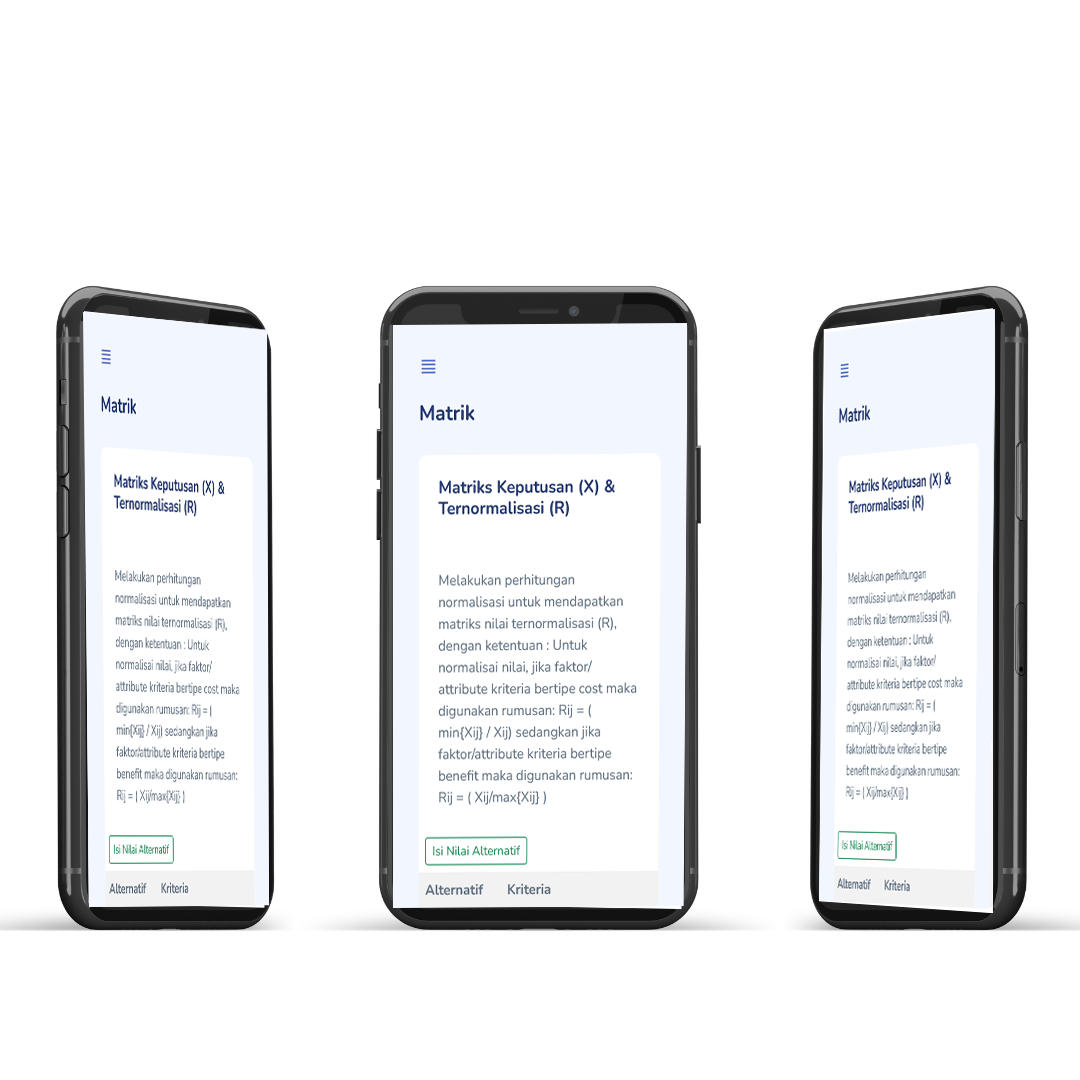 Matrik
Matriks Keputusan (X) &
Ternormalisasi (R)
Melakukan perhitungan
normalisasi untuk mendapatkan
matriks nilai ternormalisasi (R),
dengan ketentuan : Untuk
normalisai nilai, jika faktor/
attribute kriteria bertipe cost maka
digunakan rumusan: Rij = (
min{Xij} / Xij) sedangkan jika
faktor/attribute kriteria bertipe
benefit maka digunakan rumusan:
Rij = ( Xij/max{Xij} )
Isi Nilai Alternatif
Alternatif Kriteria
Matrik
Matriks Keputusan (X) &
Ternormalisasi (R)
Melakukan perhitungan
normalisasi untuk mendapatkan
matriks nilai ternormalisasi (R),
dengan ketentuan : Untuk
normalisai nilai, jika faktor/
attribute kriteria bertipe cost maka
digunakan rumusan: Rij = (
min{Xij} / Xij) sedangkan jika
faktor/attribute kriteria bertipe
benefit maka digunakan rumusan:
Rij = ( Xij/max{Xij} )
Isi Nilai Alternatif
Alternatif Kriteria
Matrik
Matriks Keputusan (X) &
Ternormalisasi (R)
Melakukan perhitungan
normalisasi untuk mendapatkan
matriks nilai ternormalisasi (R),
dengan ketentuan : Untuk
normalisai nilai, jika faktor/
attribute kriteria bertipe cost maka
digunakan rumusan: Rij = (
min{Xij} / Xij) sedangkan jika
faktor/attribute kriteria bertipe
benefit maka digunakan rumusan:
Rij = ( Xij/max{Xij} )
Isi Nilai Alternatif
Alternatif Kriteria